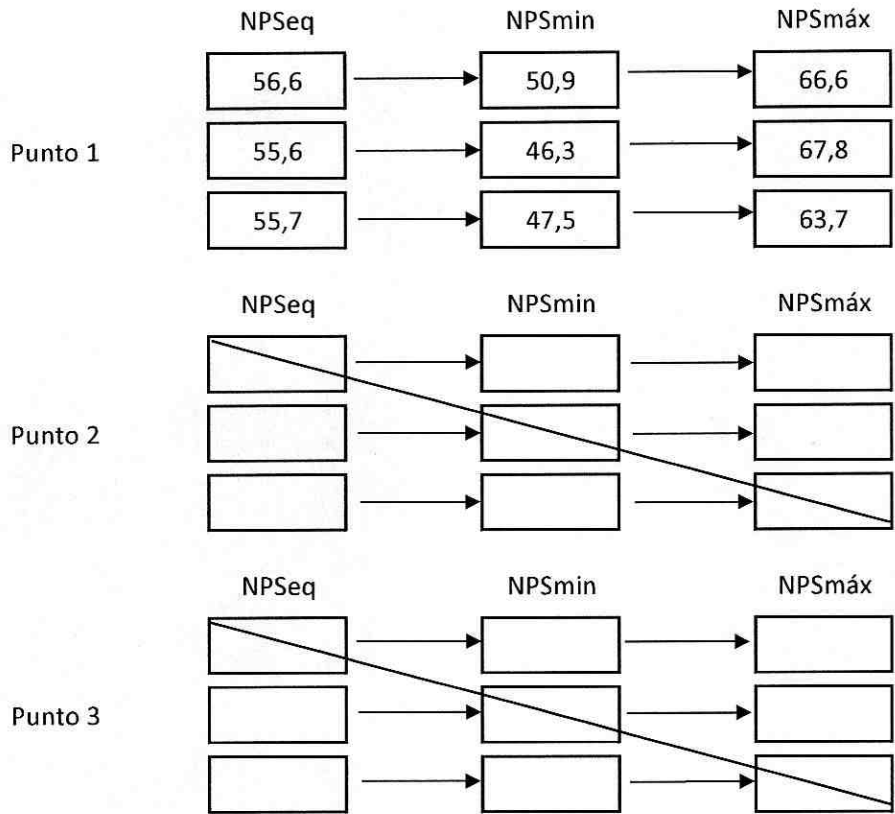 NPSeq NPSmin NPSmáx
56,6 50,9 66,6
Punto 1 55,6 46,3 67,8
55,7 47,5 63,7
NPSeq NPSmin NPSmáx
Punto 2
NPSeq NPSmin NPSmáx
Punto 3